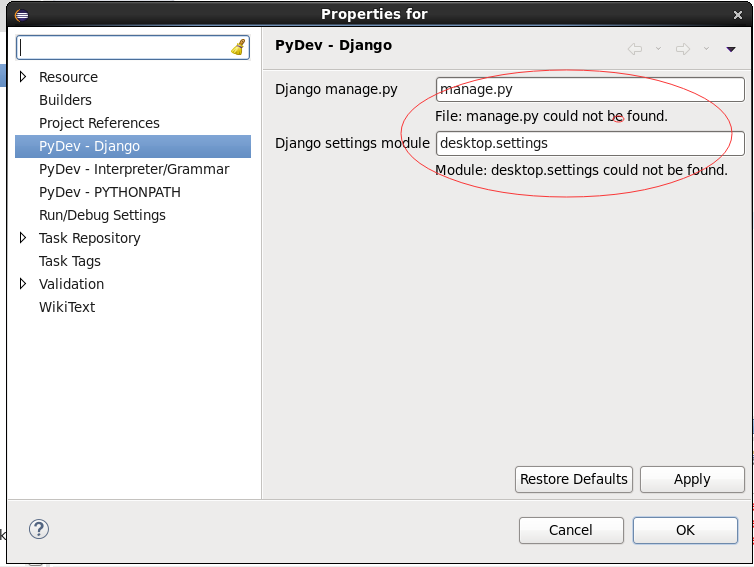 Properties for
PyDev - Django
Resource
Builders
Project References
PyDev - Django
PyDev - Interpreter/Grammar
PyDev - PYTHONPATH
Run/Debug Settings
Task Repository
Task Tags
Validation
WikiText
Django manage.py
manage.py
File: manage.py could not be found.
Django settings module
desktop.settings
Module: desktop.settings could not be found.
Restore Defaults
Apply
Cancel
OK